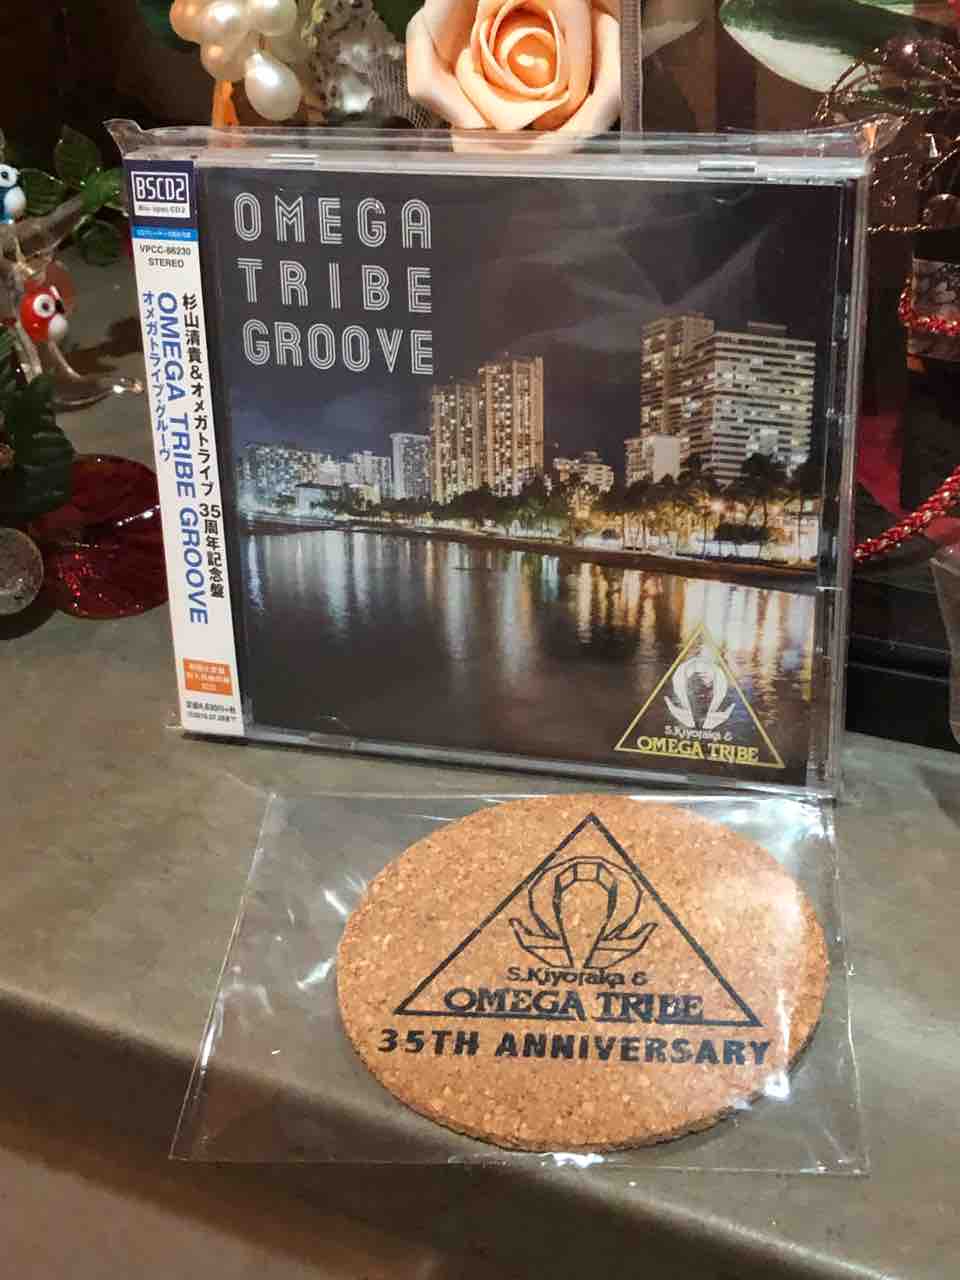 BSCD2
Blu-spec CD2
VPCC-86230
STEREO
杉山清貴&オメガトライブ 35周年記念盤
OMEGA TRIBE GROOVE
オメガトライブ・グルーヴ
OMEGA
TRIBE
GROOVE
S.Kiyotaka &
OMEGA TRIBE
S.Kiyotaka &
OMEGA TRIBE
35TH ANNIVERSARY